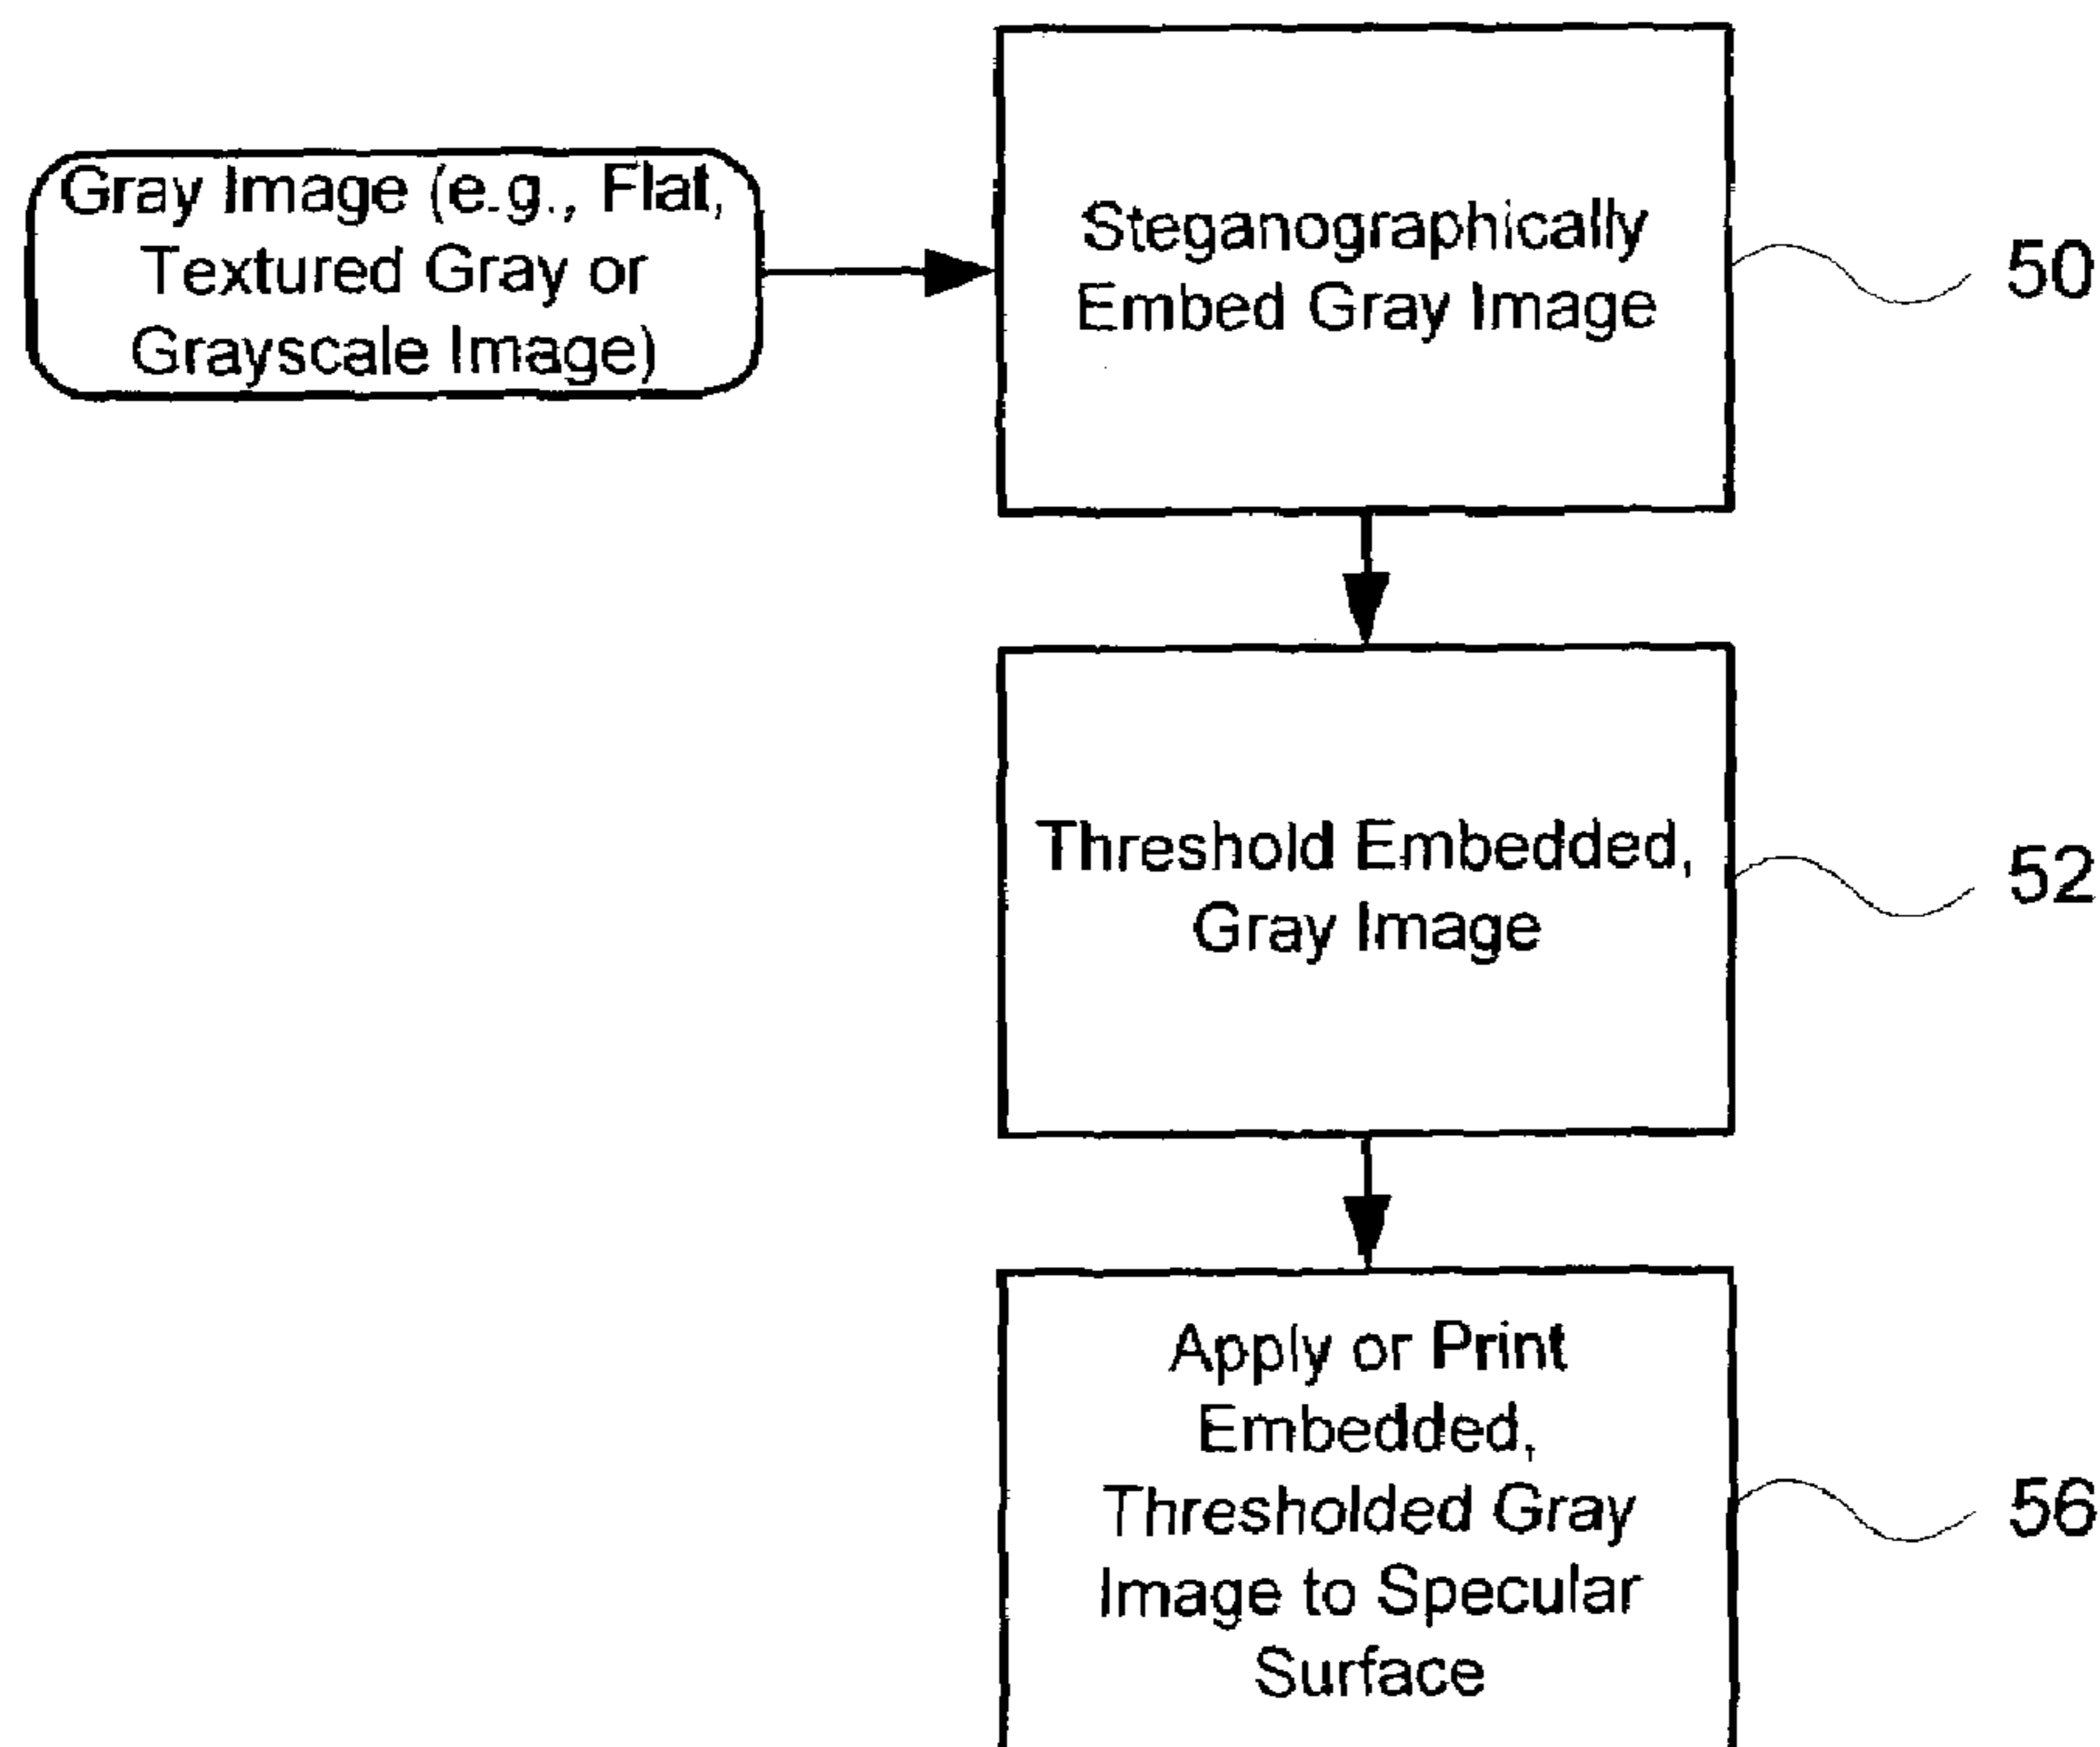 Gray Image (e.g., Flat,
Textured Gray or
Grayscale Image)
Steganographically
Embed Gray Image
50
Threshold Embedded,
Gray Image
52
Apply or Print
Embedded,
Thresholded Gray
Image to Specular
Surface
56